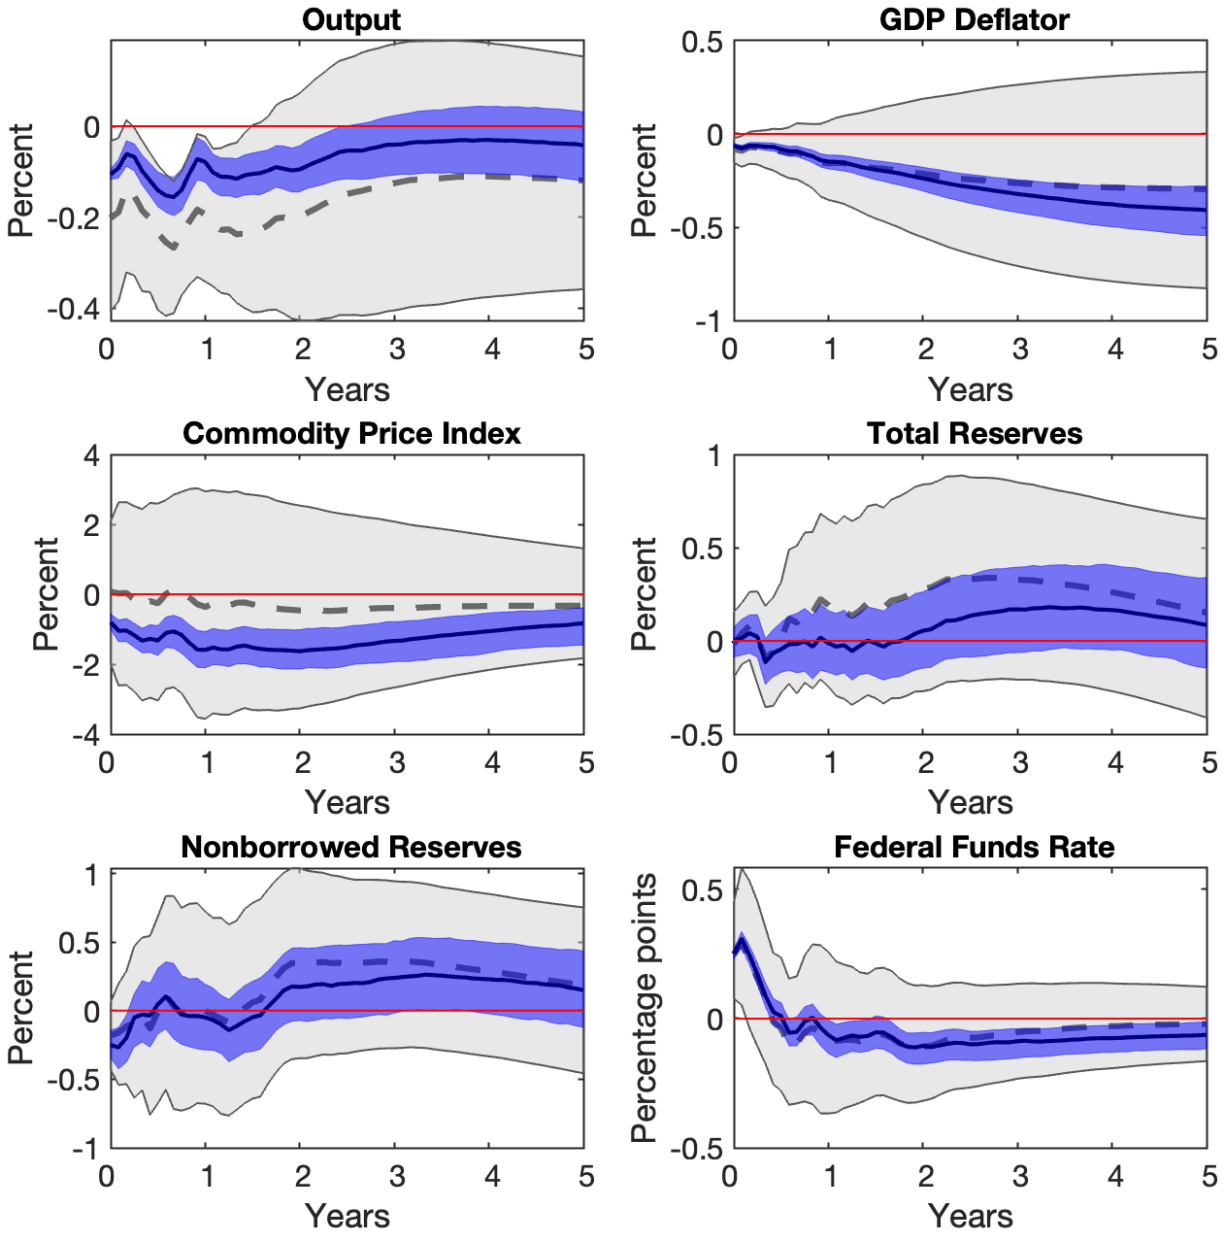 Output
Percent
0
-0.2
-0.4
0 1 2 3 4 5
Years
GDP Deflator
Percent
0.5
0
-0.5
-1
0 1 2 3 4 5
Years
Commodity Price Index
Percent
4
2
0
-2
-4
0 1 2 3 4 5
Years
Total Reserves
Percent
1
0.5
0
-0.5
0 1 2 3 4 5
Years
Nonborrowed Reserves
Percent
1
0.5
0
-0.5
-1
0 1 2 3 4 5
Years
Federal Funds Rate
Percentage points
0.5
0
-0.5
0 1 2 3 4 5
Years